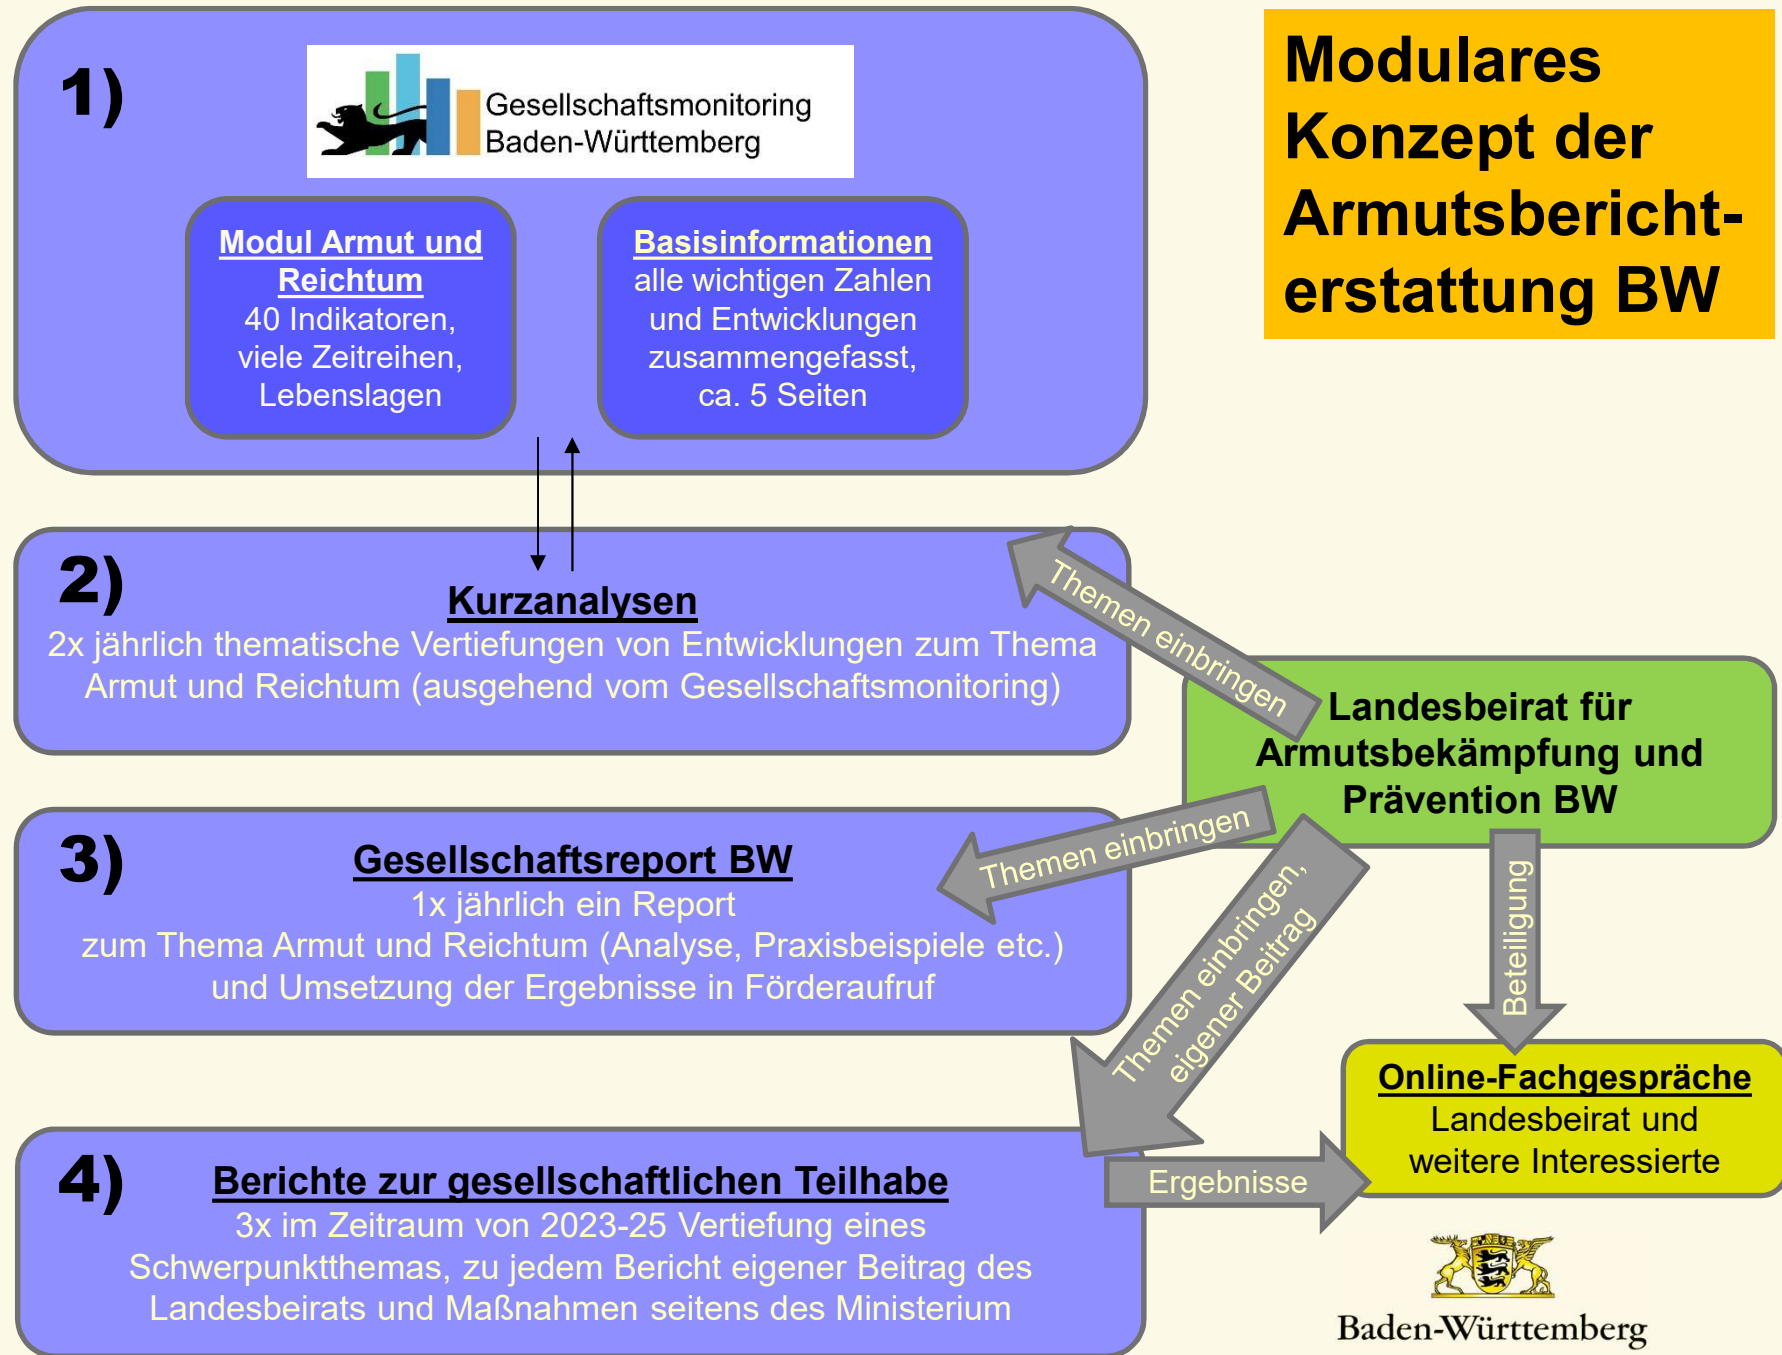 1)
Gesellschaftsmonitoring
Baden-Württemberg
Modulares
Konzept der
Armutsbericht-
erstattung BW
Modul Armut und
Reichtum
40 Indikatoren,
viele Zeitreihen,
Lebenslagen
Basisinformationen
alle wichtigen Zahlen
und Entwicklungen
zusammengefasst,
ca. 5 Seiten
2)
Kurzanalysen
2x jährlich thematische Vertiefungen von Entwicklungen zum Thema
Armut und Reichtum (ausgehend vom Gesellschaftsmonitoring)
Themen einbringen
Landesbeirat für
Armutsbekämpfung und
Prävention BW
3)
Gesellschaftsreport BW
1x jährlich ein Report
zum Thema Armut und Reichtum (Analyse, Praxisbeispiele etc.)
und Umsetzung der Ergebnisse in Förderaufruf
Themen einbringen
Themen einbringen,
eigener Beitrag
Beteiligung
Online-Fachgespräche
Landesbeirat und
weitere Interessierte
4)
Berichte zur gesellschaftlichen Teilhabe
3x im Zeitraum von 2023-25 Vertiefung eines
Schwerpunktthemas, zu jedem Bericht eigener Beitrag des
Landesbeirats und Maßnahmen seitens des Ministerium
Ergebnisse
Baden-Württemberg